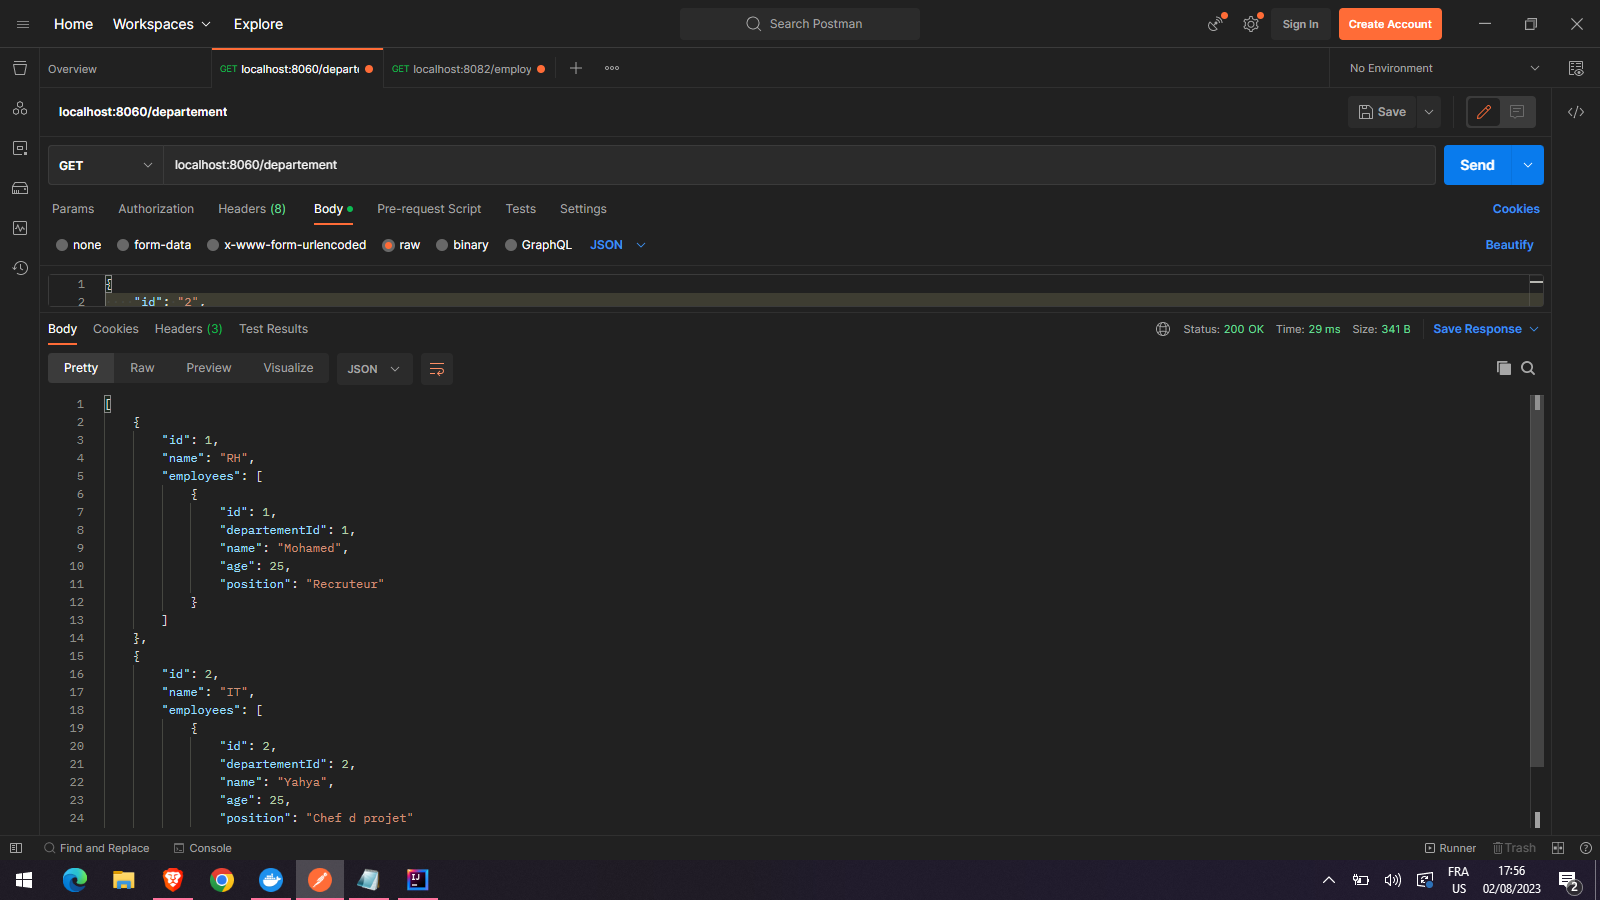 Home Workspaces Explore Search Postman Sign In Create Account
Overview GET localhost:8060/departe GET localhost:8082/employ No Environment
localhost:8060/departement Save
GET localhost:8060/departement Send
Params Authorization Headers (8) Body Pre-request Script Tests Settings Cookies
none form-data x-www-form-urlencoded raw binary GraphQL JSON Beautify
1 {
2 "id": "2",
Body Cookies Headers (3) Test Results Status: 200 OK Time: 29 ms Size: 341 B Save Response
Pretty Raw Preview Visualize JSON
1 [
2 {
3 "id": 1,
4 "name": "RH",
5 "employees": [
6 {
7 "id": 1,
8 "departementId": 1,
9 "name": "Mohamed",
10 "age": 25,
11 "position": "Recruteur"
12 }
13 ]
14 },
15 {
16 "id": 2,
17 "name": "IT",
18 "employees": [
19 {
20 "id": 2,
21 "departementId": 2,
22 "name": "Yahya",
23 "age": 25,
24 "position": "Chef d projet"
Find and Replace Console Runner Trash
IJ FRA 17:56
US 02/08/2023 2